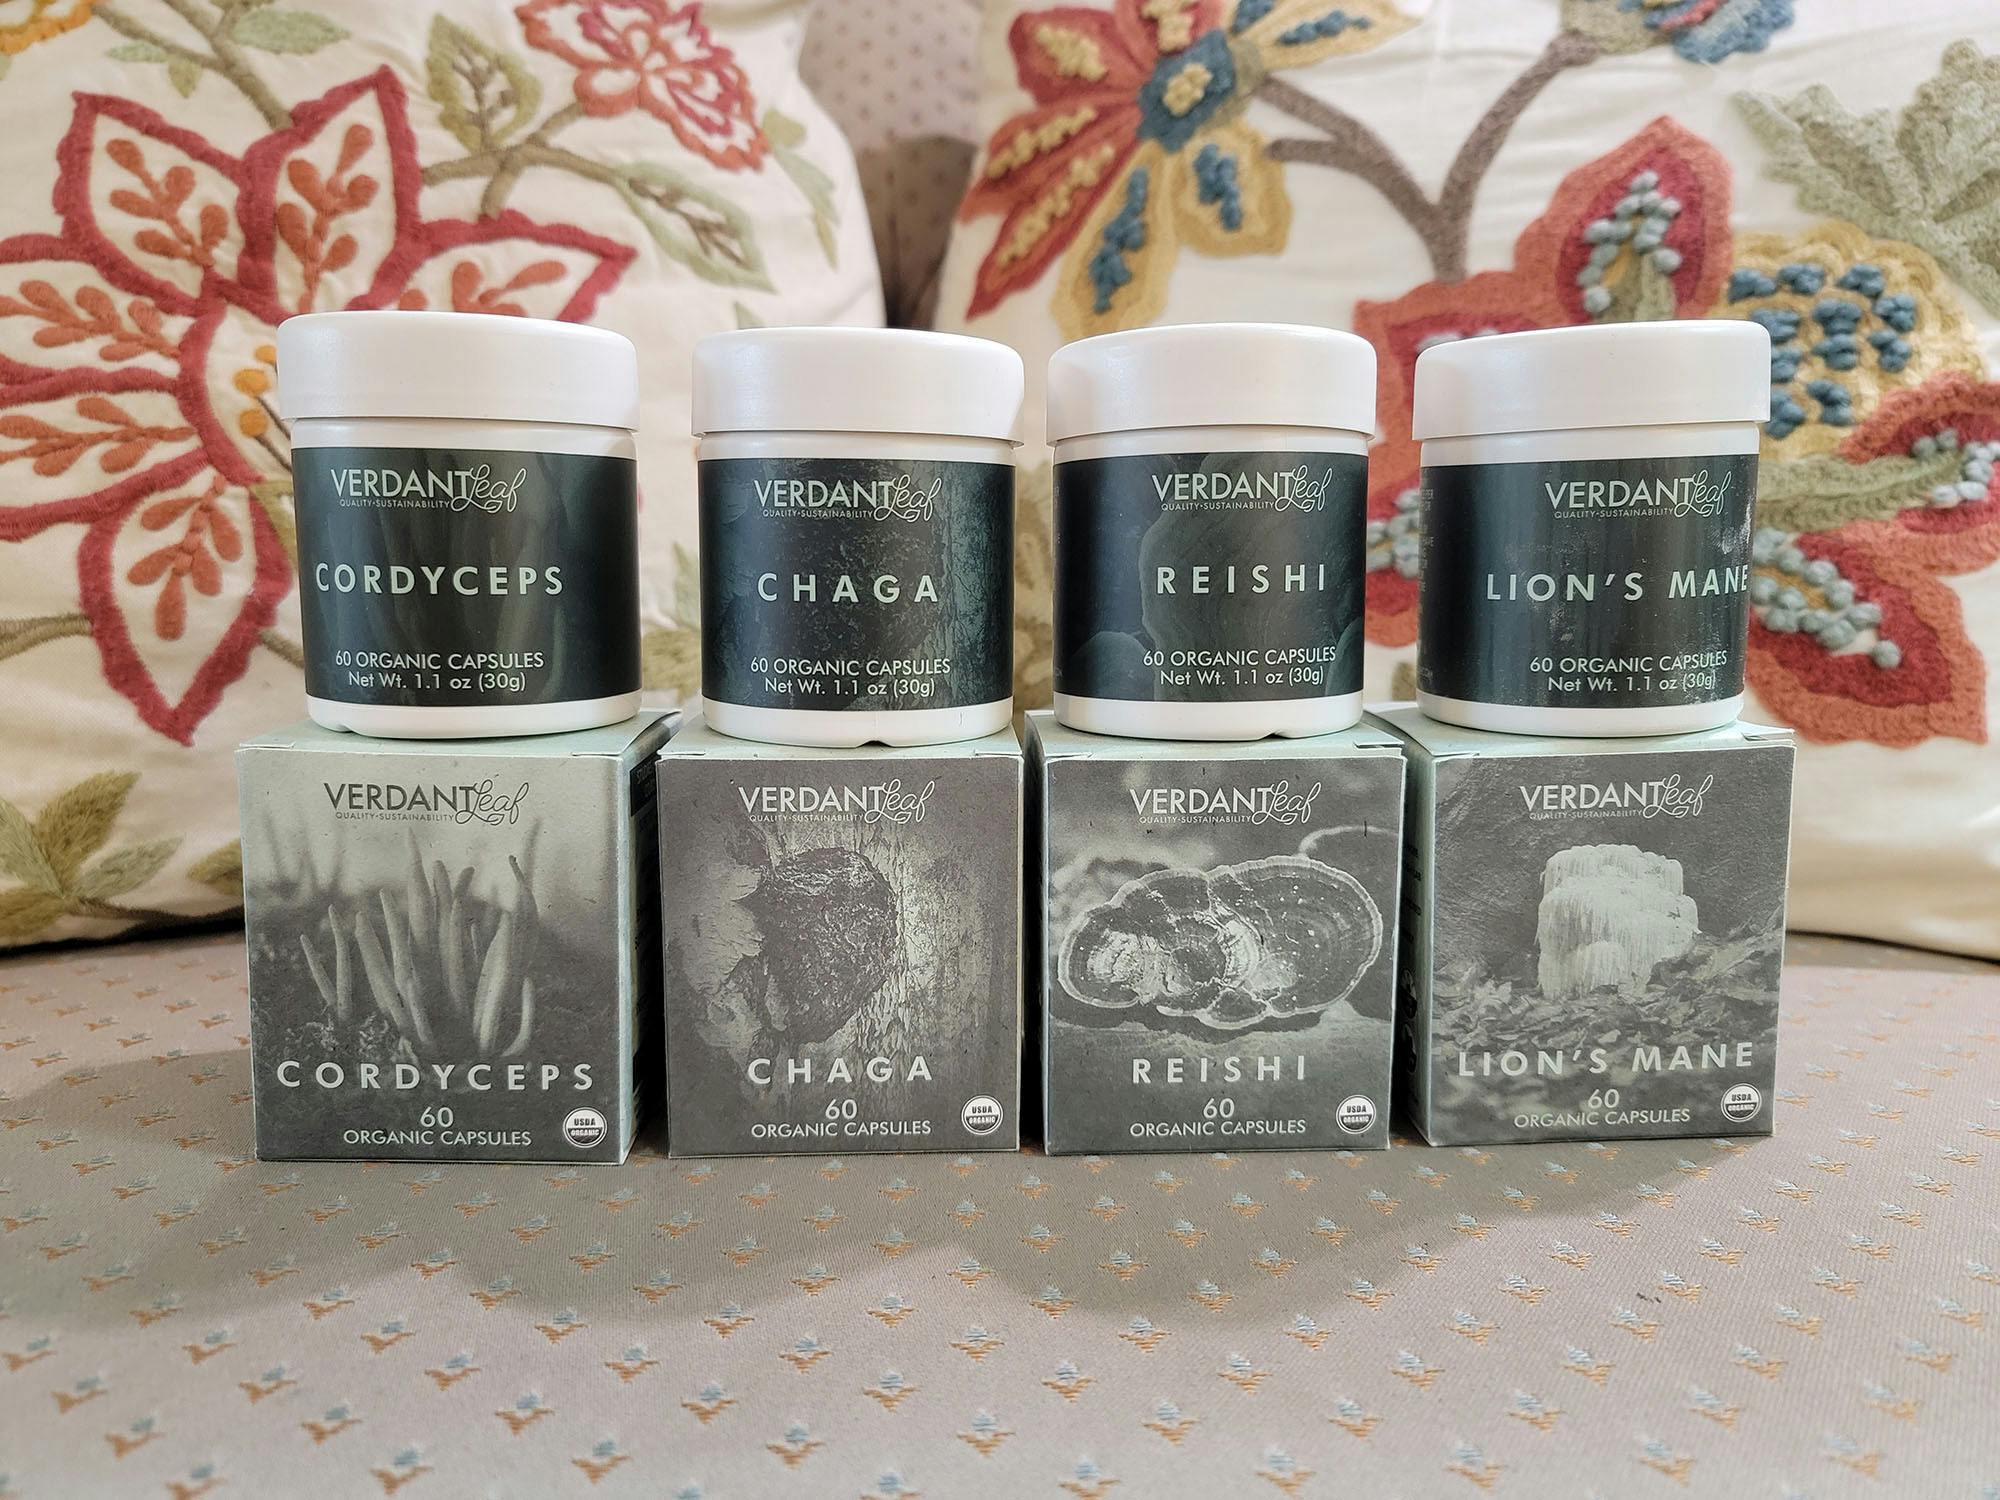 VERDANTLeaf
QUALITY•SUSTAINABILITY
CORDYCEPS
60 ORGANIC CAPSULES
Net Wt. 1.1 oz (30g)
VERDANTLeaf
QUALITY•SUSTAINABILITY
CHAGA
60 ORGANIC CAPSULES
Net Wt. 1.1 oz (30g)
VERDANTLeaf
QUALITY•SUSTAINABILITY
REISHI
60 ORGANIC CAPSULES
Net Wt. 1.1 oz (30g)
VERDANTLeaf
QUALITY•SUSTAINABILITY
LION'S MANE
60 ORGANIC CAPSULES
Net Wt. 1.1 oz (30g)
VERDANTLeaf
QUALITY•SUSTAINABILITY
CORDYCEPS
60
ORGANIC CAPSULES
USDA
ORGANIC
VERDANTLeaf
QUALITY•SUSTAINABILITY
CHAGA
60
ORGANIC CAPSULES
USDA
ORGANIC
VERDANTLeaf
QUALITY•SUSTAINABILITY
REISHI
60
ORGANIC CAPSULES
USDA
ORGANIC
VERDANTLeaf
QUALITY•SUSTAINABILITY
LION'S MANE
60
ORGANIC CAPSULES
USDA
ORGANIC